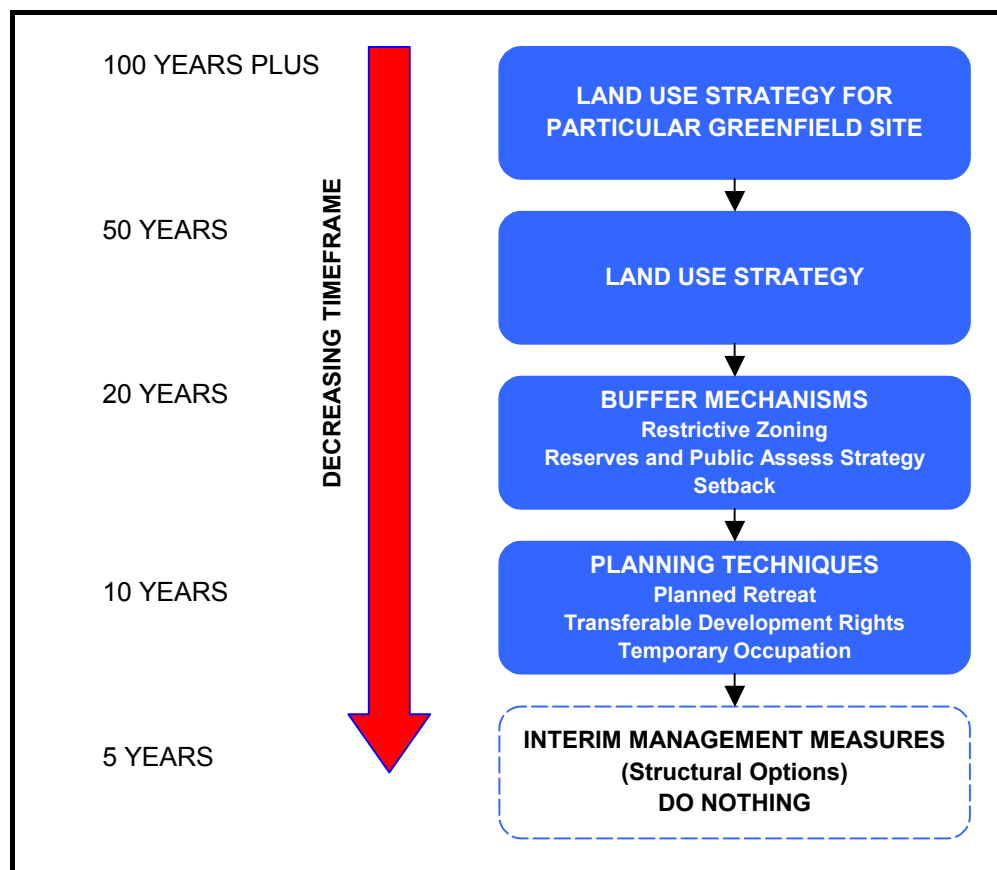 100 YEARS PLUS
LAND USE STRATEGY FOR
PARTICULAR GREENFIELD SITE
50 YEARS
LAND USE STRATEGY
DECREASING TIMEFRAME
20 YEARS
BUFFER MECHANISMS
Restrictive Zoning
Reserves and Public Assess Strategy
Setback
10 YEARS
PLANNING TECHNIQUES
Planned Retreat
Transferable Development Rights
Temporary Occupation
5 YEARS
INTERIM MANAGEMENT MEASURES
(Structural Options)
DO NOTHING